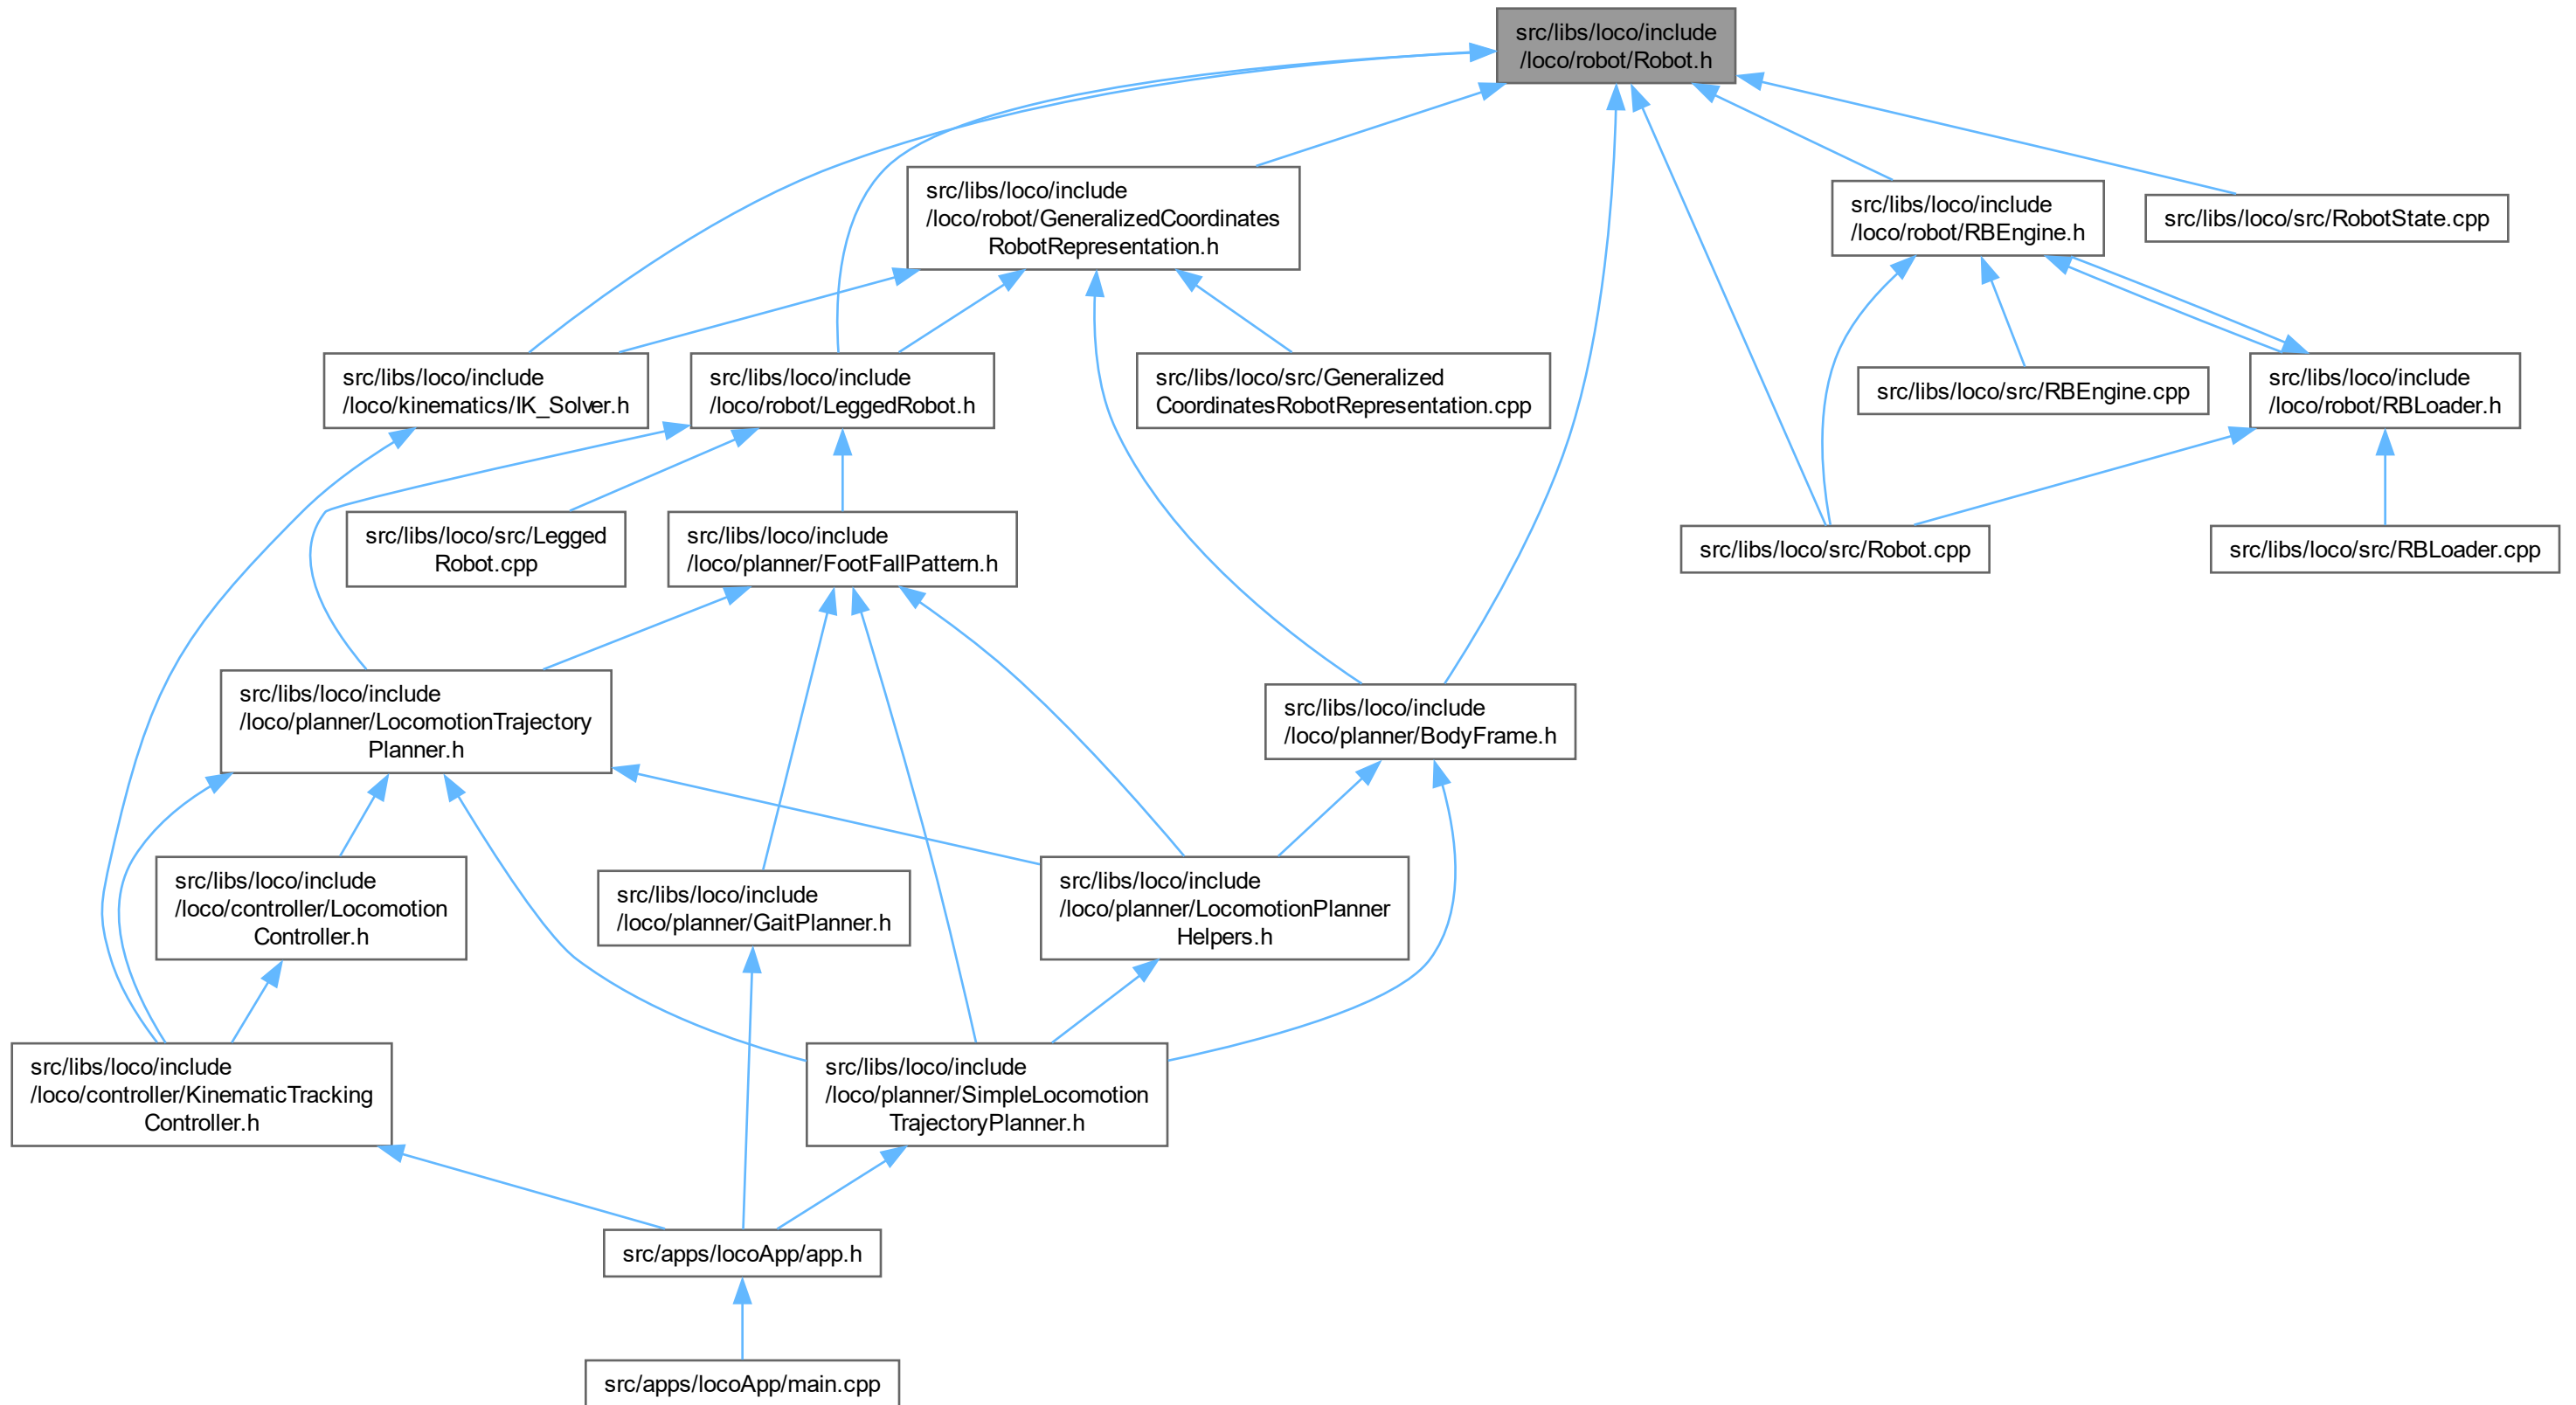 src/libs/loco/include
/loco/robot/Robot.h
src/libs/loco/include
/loco/robot/GeneralizedCoordinates
RobotRepresentation.h
src/libs/loco/include
/loco/robot/RBEngine.h
src/libs/loco/src/RobotState.cpp
src/libs/loco/include
/loco/kinematics/IK_Solver.h
src/libs/loco/include
/loco/robot/LeggedRobot.h
src/libs/loco/src/Generalized
CoordinatesRobotRepresentation.cpp
src/libs/loco/src/RBEngine.cpp
src/libs/loco/include
/loco/robot/RBLoader.h
src/libs/loco/src/Legged
Robot.cpp
src/libs/loco/include
/loco/planner/FootFallPattern.h
src/libs/loco/src/Robot.cpp
src/libs/loco/src/RBLoader.cpp
src/libs/loco/include
/loco/planner/LocomotionTrajectory
Planner.h
src/libs/loco/include
/loco/planner/BodyFrame.h
src/libs/loco/include
/loco/controller/Locomotion
Controller.h
src/libs/loco/include
/loco/planner/GaitPlanner.h
src/libs/loco/include
/loco/planner/LocomotionPlanner
Helpers.h
src/libs/loco/include
/loco/controller/KinematicTracking
Controller.h
src/libs/loco/include
/loco/planner/SimpleLocomotion
TrajectoryPlanner.h
src/apps/locoApp/app.h
src/apps/locoApp/main.cpp